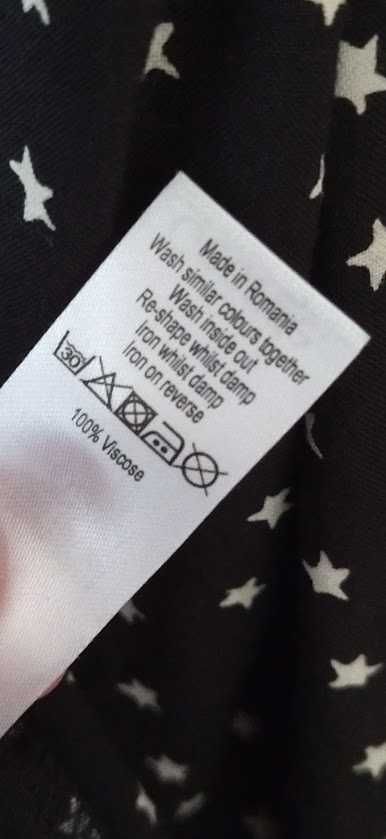 Made in Romania
Wash similar colours together
Wash inside out
Re-shape whilst damp
Iron whilst damp
Iron on reverse
30
100% Viscose